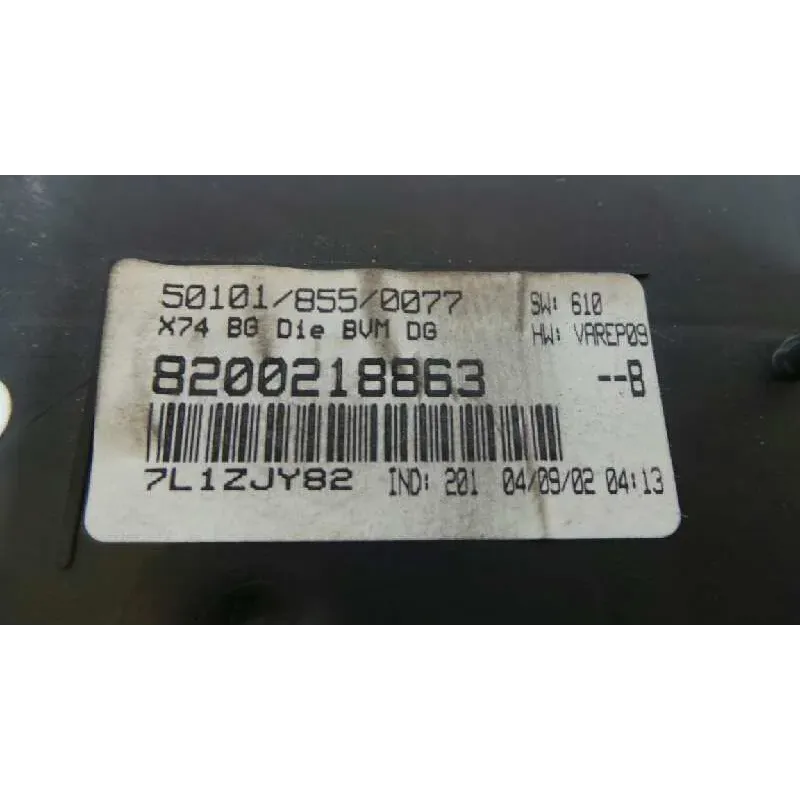 50101/855/0077 SW: 610
X74 BG Die BVM DG HW: VAREP09
8200218863 --B
7L1ZJY82 IND: 201 04/09/02 04:13